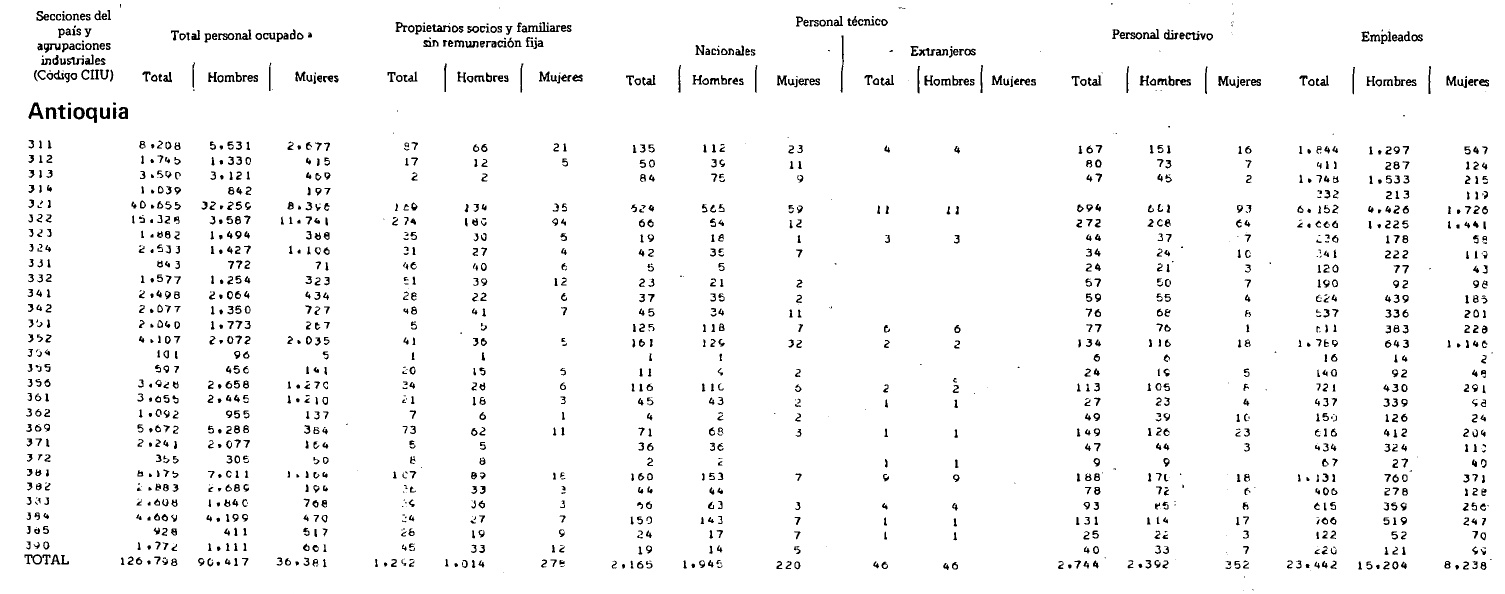 Secciones del país y agrupaciones industriales (Código CIIU)
Total personal ocupado a
Propietarios socios y familiares sin remuneración fija
Personal técnico
Nacionales
Extranjeros
Personal directivo
Empleados
Total Hombres Mujeres Total Hombres Mujeres Total Hombres Mujeres Total Hombres Mujeres Total Hombres Mujeres Total Hombres Mujeres
Antioquia
311 8.208 5.531 2.677 87 66 21 135 112 23 4 4 167 151 16 1.844 1.297 547
312 1.745 1.330 415 17 12 5 50 39 11 80 73 7 411 287 124
313 3.590 3.121 469 2 2 84 75 9 47 45 2 1.748 1.533 215
314 1.039 842 197 332 213 119
321 40.655 32.259 8.396 169 134 35 624 565 59 11 11 694 601 93 6.152 4.426 1.726
322 15.328 3.587 11.741 274 180 94 66 54 12 272 208 64 2.666 1.225 1.441
323 1.882 1.494 388 35 30 5 19 18 1 3 3 44 37 7 236 178 58
324 2.533 1.427 1.106 31 27 4 42 35 7 34 24 10 341 222 119
331 843 772 71 46 40 6 5 5 24 21 3 120 77 43
332 1.577 1.254 323 51 39 12 23 21 2 57 50 7 190 92 98
341 2.498 2.064 434 28 22 6 37 35 2 59 55 4 624 439 185
342 2.077 1.350 727 48 41 7 45 34 11 76 68 8 537 336 201
351 2.040 1.773 267 5 5 125 118 7 6 6 77 76 1 611 383 228
352 4.107 2.072 2.035 41 36 5 161 129 32 2 2 134 116 18 1.789 643 1.146
354 101 96 5 1 1 1 1 6 6 16 14 2
355 597 456 141 20 15 5 11 9 2 24 19 5 140 92 48
356 3.928 2.658 1.270 34 28 6 116 110 6 2 2 113 105 8 721 430 291
361 3.655 2.445 1.210 21 18 3 45 43 2 1 1 27 23 4 437 339 98
362 1.092 955 137 7 6 1 4 2 2 49 39 10 150 126 24
369 5.672 5.288 384 73 62 11 71 68 3 1 1 149 126 23 616 412 204
371 2.241 2.077 164 5 5 36 36 47 44 3 434 324 110
372 355 305 50 8 8 2 2 1 1 9 9 67 27 40
381 8.175 7.011 1.164 107 89 18 160 153 7 9 9 188 170 18 1.131 760 371
382 2.883 2.689 194 36 33 3 44 44 78 72 6 406 278 128
383 2.608 1.840 768 39 36 3 66 63 3 4 4 93 85 8 615 359 256
384 4.669 4.199 470 34 27 7 150 143 7 1 1 131 114 17 766 519 247
385 928 411 517 28 19 9 24 17 7 1 1 25 22 3 122 52 70
390 1.772 1.111 661 45 33 12 19 14 5 40 33 7 220 121 99
TOTAL 126.798 90.417 36.381 1.292 1.014 278 2.165 1.945 220 46 46 2.744 2.392 352 23.442 15.204 8.238